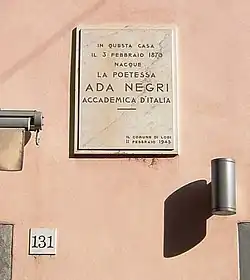 IN QUESTA CASA
IL 3 FEBBRAIO 1870
NACQUE
LA POETESSA
ADA NEGRI
ACCADEMICA D'ITALIA
IL COMUNE DI LODI
11 FEBBRAIO 1945
131